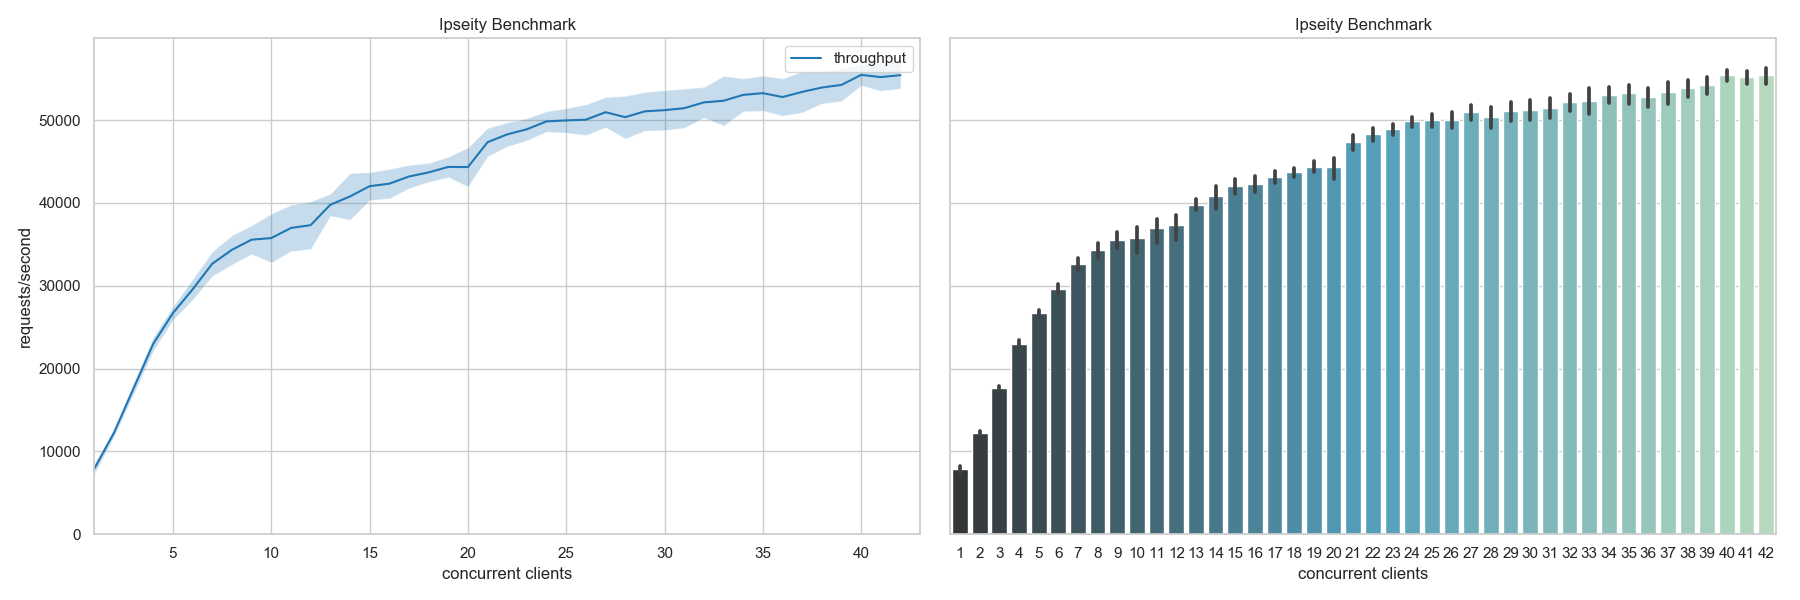 Ipseity Benchmark
throughput
requests/second
50000
40000
30000
20000
10000
0
5 10 15 20 25 30 35 40
concurrent clients
Ipseity Benchmark
1 2 3 4 5 6 7 8 9 10 11 12 13 14 15 16 17 18 19 20 21 22 23 24 25 26 27 28 29 30 31 32 33 34 35 36 37 38 39 40 41 42
concurrent clients